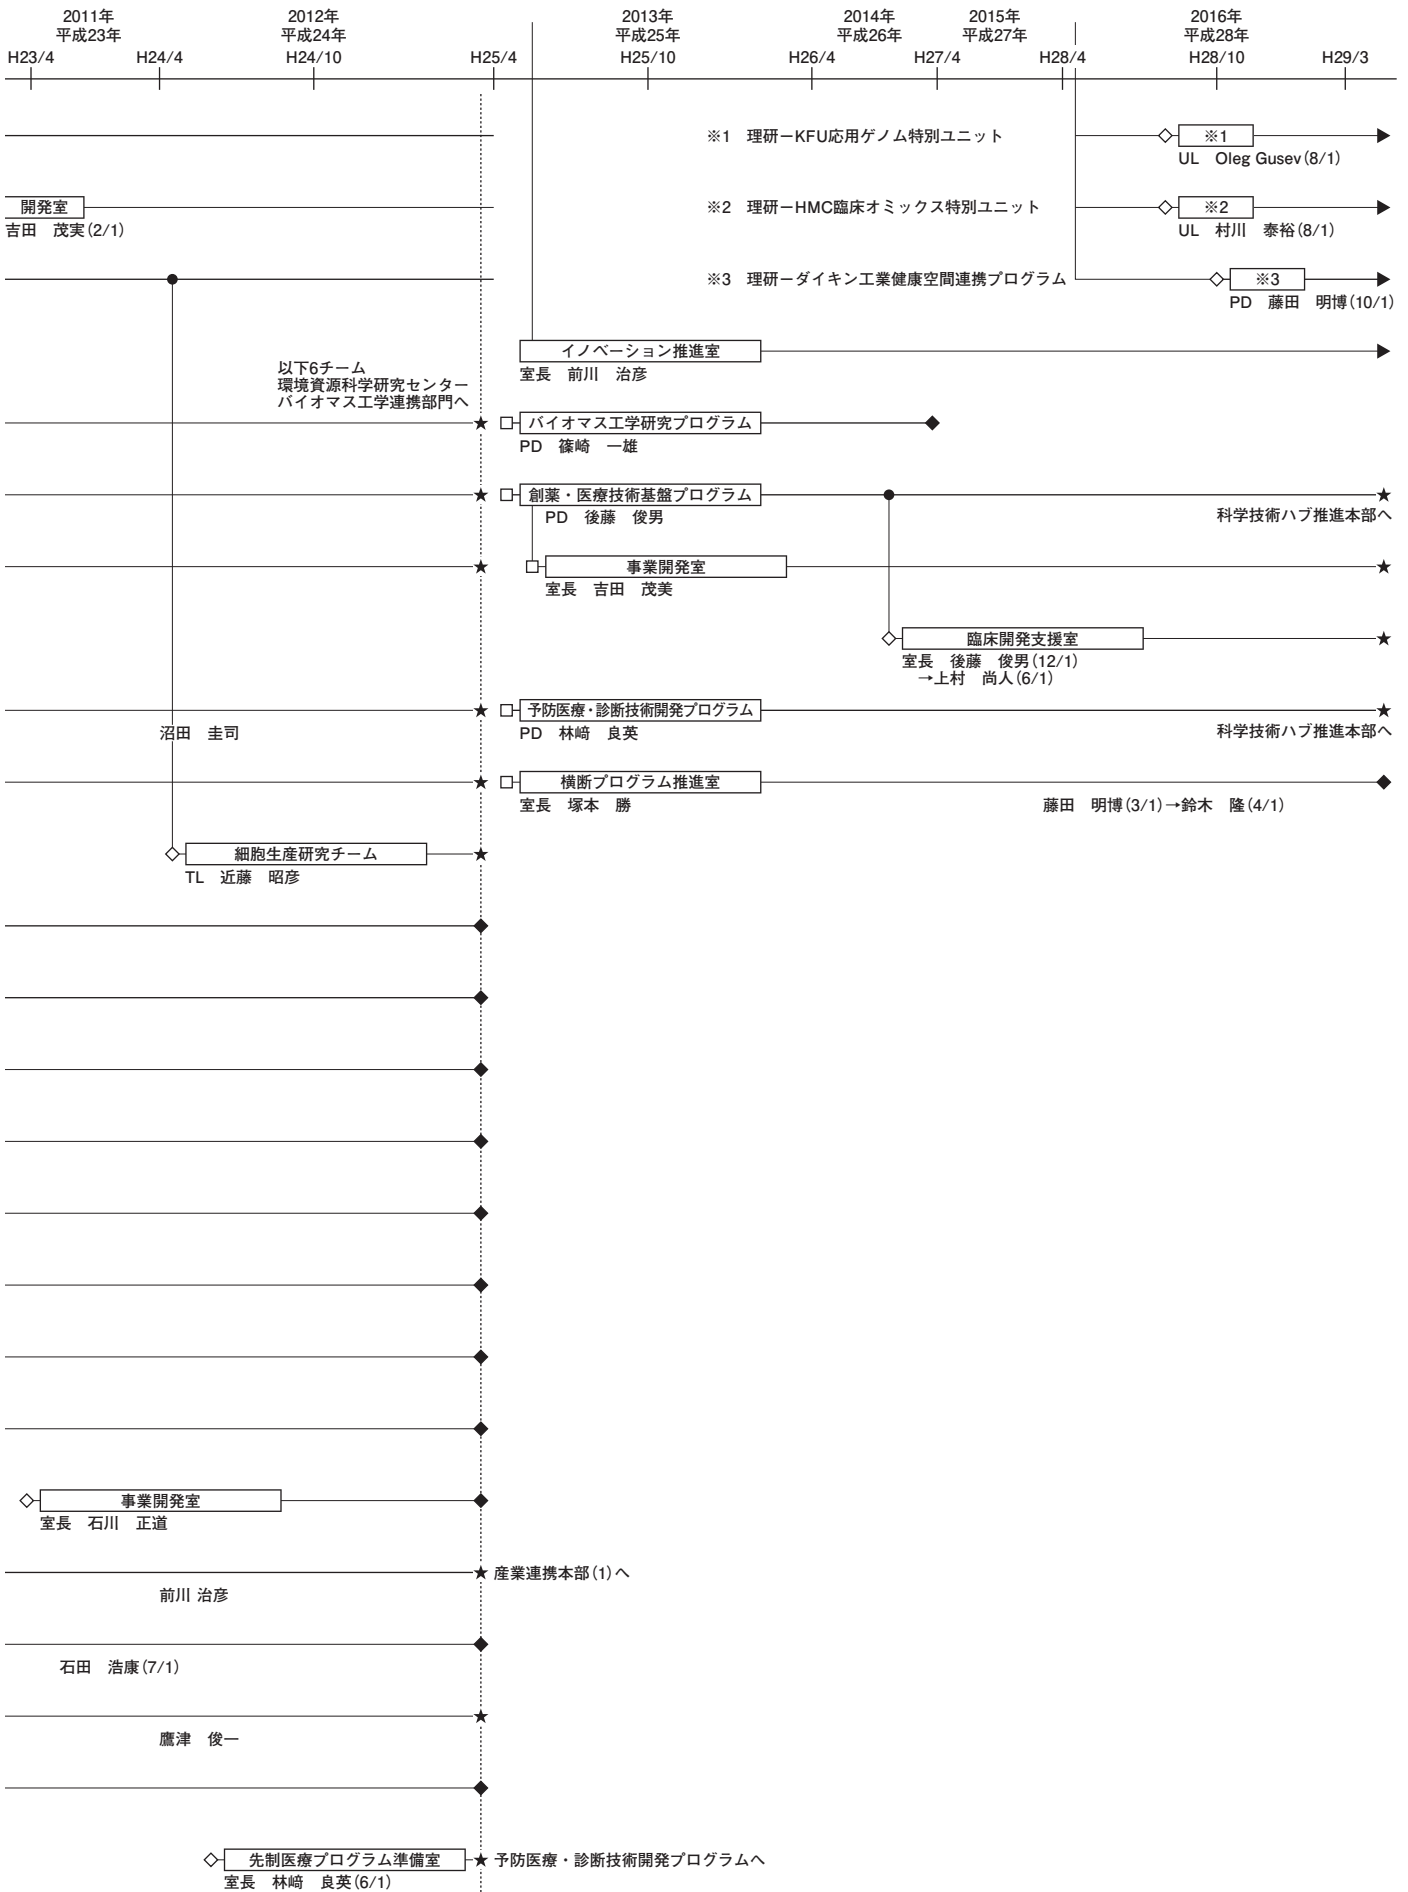 2011年 2012年 2013年 2014年 2015年 2016年
平成23年 平成24年 平成25年 平成26年 平成27年 平成28年
H23/4 H24/4 H24/10 H25/4 H25/10 H26/4 H27/4 H28/4 H28/10 H29/3
※1 理研−KFU応用ゲノム特別ユニット ※1
UL Oleg Gusev(8/1)
開発室 ※2 理研−HMC臨床オミックス特別ユニット ※2
吉田 茂実(2/1) UL 村川 泰裕(8/1)
※3 理研−ダイキン工業健康空間連携プログラム ※3
PD 藤田 明博(10/1)
イノベーション推進室
室長 前川 治彦
以下6チーム
環境資源科学研究センター
バイオマス工学連携部門へ
バイオマス工学研究プログラム
PD 篠崎 一雄
創薬・医療技術基盤プログラム
PD 後藤 俊男 科学技術ハブ推進本部へ
事業開発室
室長 吉田 茂美
臨床開発支援室
室長 後藤 俊男(12/1)
→上村 尚人(6/1)
予防医療・診断技術開発プログラム
沼田 圭司 PD 林﨑 良英 科学技術ハブ推進本部へ
横断プログラム推進室
室長 塚本 勝 藤田 明博(3/1)→鈴木 隆(4/1)
細胞生産研究チーム
TL 近藤 昭彦
事業開発室
室長 石川 正道
産業連携本部(1)へ
前川 治彦
石田 浩康(7/1)
鷹津 俊一
先制医療プログラム準備室 予防医療・診断技術開発プログラムへ
室長 林﨑 良英(6/1)